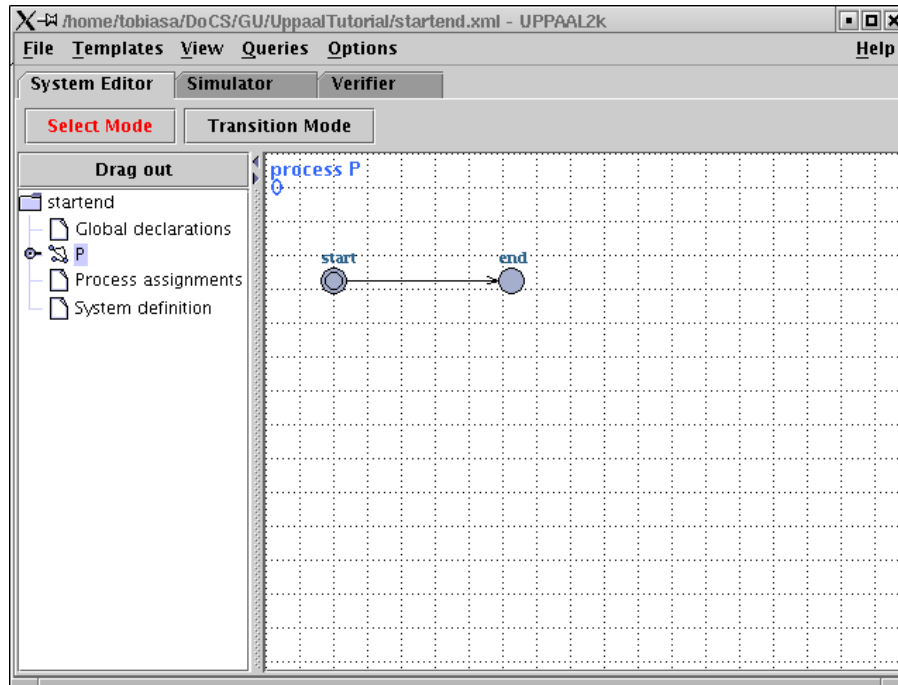 /home/tobiasa/DoCS/GU/UppaalTutorial/startend.xml - UPPAAL2k
File Templates View Queries Options Help
System Editor Simulator Verifier
Select Mode Transition Mode
Drag out
process P
()
startend
Global declarations
P
Process assignments
System definition
start end